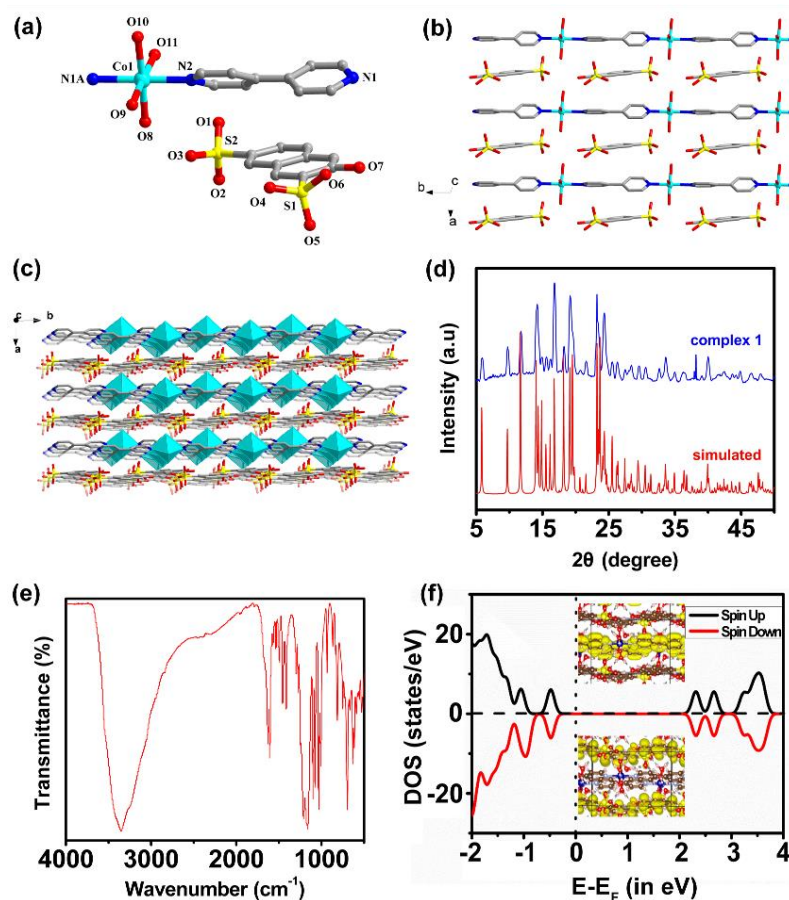 (a)
O10
O11
N1A
Co1
N2
N1
O9
O8
O1
S2
O3
O7
O6
O2
O4
S1
O5
(b)
b
c
a
(c)
c
b
a
(d)
Intensity (a.u)
complex 1
simulated
5 15 25 35 45
2θ (degree)
(e)
Transmittance (%)
4000 3000 2000 1000
Wavenumber (cm⁻¹)
(f)
DOS (states/eV)
Spin Up
Spin Down
20
0
-20
-2 -1 0 1 2 3 4
E-E_F (in eV)